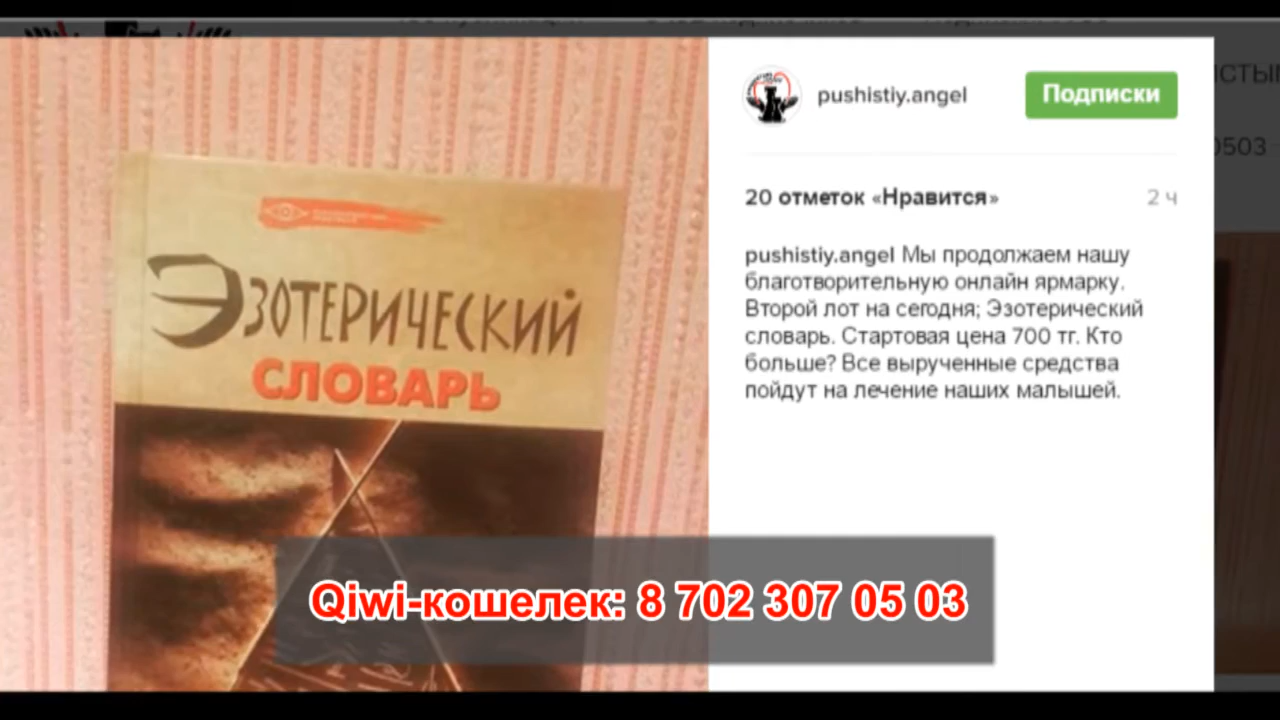 pushistiy.angel
Подписки
0503
20 отметок «Нравится»
2 ч
pushistiy.angel Мы продолжаем нашу
благотворительную онлайн ярмарку.
Второй лот на сегодня; Эзотерический
словарь. Стартовая цена 700 тг. Кто
больше? Все вырученные средства
пойдут на лечение наших малышей.
Эзотерический
СЛОВАРЬ
Qiwi-кошелек: 8 702 307 05 03